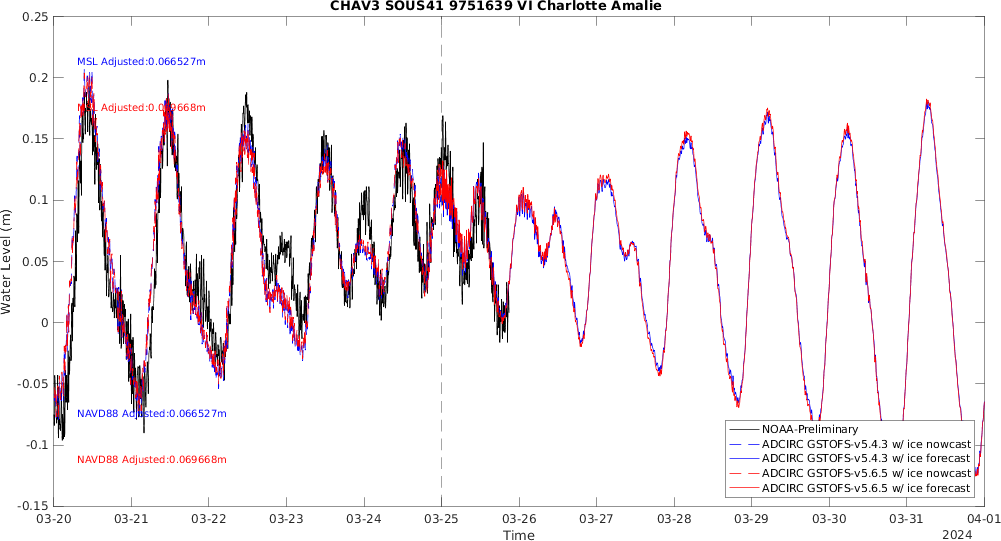 CHAV3 SOUS41 9751639 VI Charlotte Amalie
0.25
0.2
0.15
0.1
0.05
0
-0.05
-0.1
-0.15
Water Level (m)
MSL Adjusted:0.066527m
MSL Adjusted:0.069668m
NAVD88 Adjusted:0.066527m
NAVD88 Adjusted:0.069668m
NOAA-Preliminary
ADCIRC GSTOFS-v5.4.3 w/ ice nowcast
ADCIRC GSTOFS-v5.4.3 w/ ice forecast
ADCIRC GSTOFS-v5.6.5 w/ ice nowcast
ADCIRC GSTOFS-v5.6.5 w/ ice forecast
03-20 03-21 03-22 03-23 03-24 03-25 03-26 03-27 03-28 03-29 03-30 03-31 04-01
Time
2024